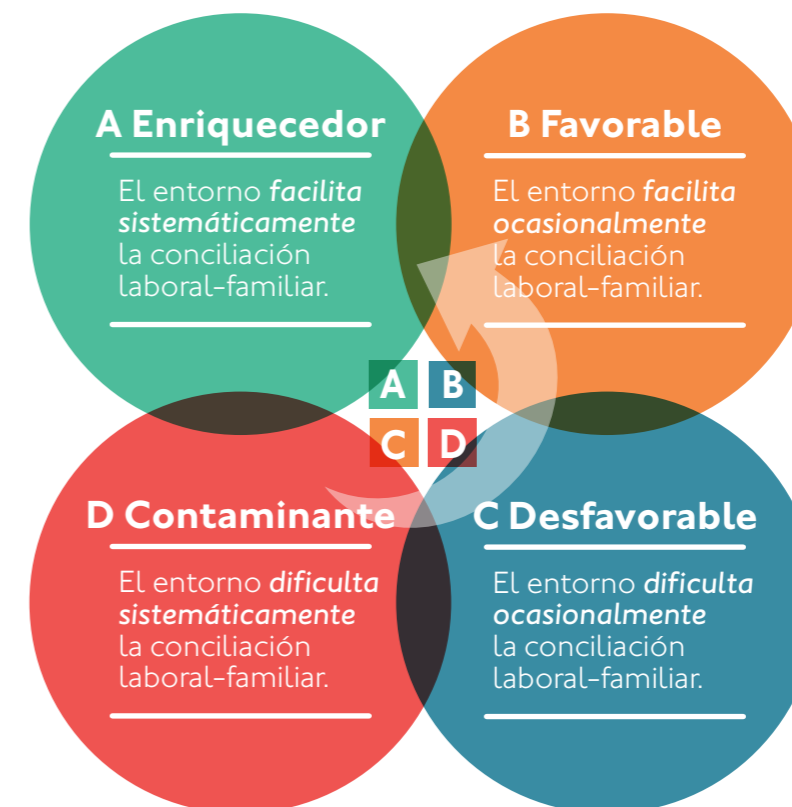 A Enriquecedor
El entorno facilita
sistemáticamente
la conciliación
laboral-familiar.
B Favorable
El entorno facilita
ocasionalmente
la conciliación
laboral-familiar.
A B
C D
D Contaminante
El entorno dificulta
sistemáticamente
la conciliación
laboral-familiar.
C Desfavorable
El entorno dificulta
ocasionalmente
la conciliación
laboral-familiar.